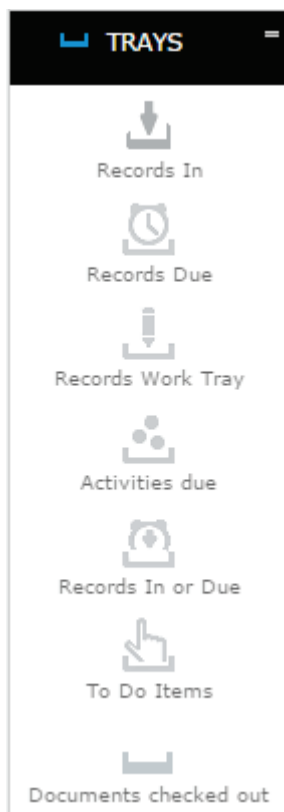 TRAYS
Records In
Records Due
Records Work Tray
Activities due
Records In or Due
To Do Items
Documents checked out